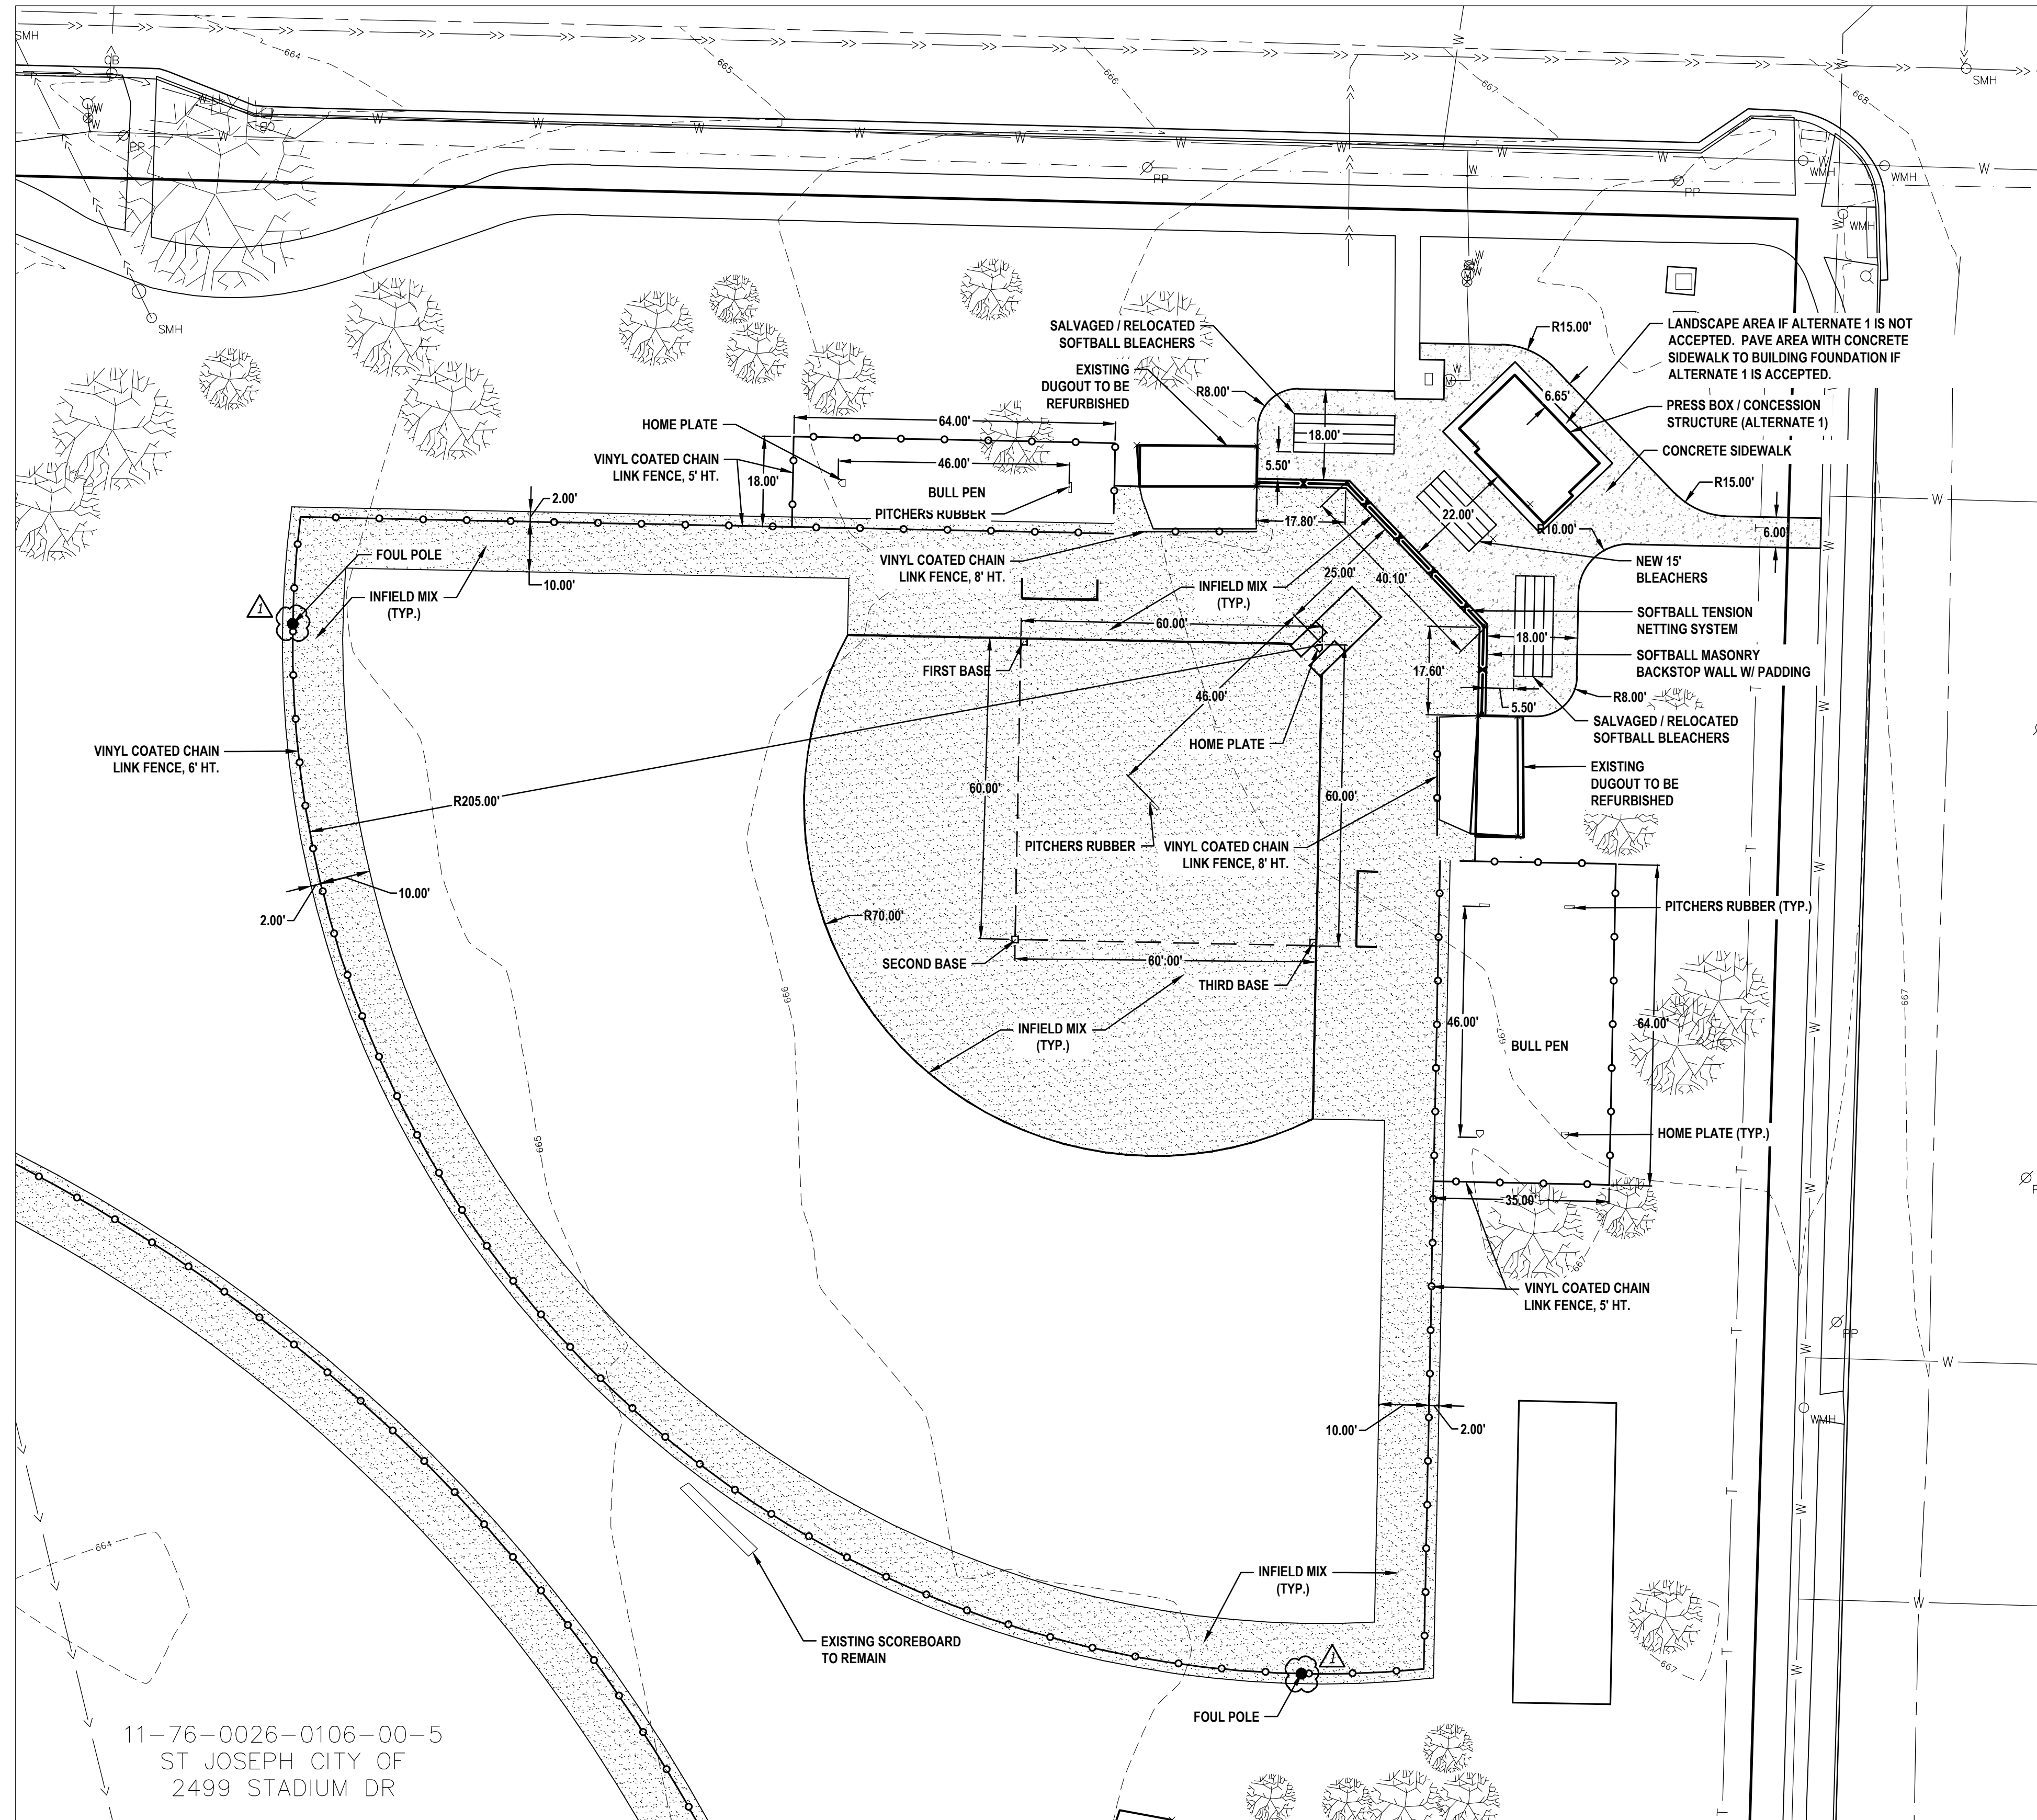 SMH
CB
664
665
666
667
668
SMH
W
W
W
PP
CO
W
W
W
W
W
W
W
W
W
W
W
W
W
PP
PP
WMH
WMH
WMH
W
SMH
W
W
W
M
W
SALVAGED / RELOCATED
SOFTBALL BLEACHERS
EXISTING
DUGOUT TO BE
REFURBISHED
R8.00'
18.00'
5.50'
R15.00'
6.65'
LANDSCAPE AREA IF ALTERNATE 1 IS NOT
ACCEPTED. PAVE AREA WITH CONCRETE
SIDEWALK TO BUILDING FOUNDATION IF
ALTERNATE 1 IS ACCEPTED.
PRESS BOX / CONCESSION
STRUCTURE (ALTERNATE 1)
CONCRETE SIDEWALK
R15.00'
6.00'
R10.00'
22.00'
HOME PLATE
64.00'
46.00'
18.00'
VINYL COATED CHAIN
LINK FENCE, 5' HT.
BULL PEN
PITCHERS RUBBER
2.00'
10.00'
FOUL POLE
1
INFIELD MIX
(TYP.)
VINYL COATED CHAIN
LINK FENCE, 8' HT.
17.80'
25.00'
40.10'
INFIELD MIX
(TYP.)
NEW 15'
BLEACHERS
SOFTBALL TENSION
NETTING SYSTEM
SOFTBALL MASONRY
BACKSTOP WALL W/ PADDING
18.00'
17.60'
5.50'
R8.00'
SALVAGED / RELOCATED
SOFTBALL BLEACHERS
EXISTING
DUGOUT TO BE
REFURBISHED
60.00'
FIRST BASE
46.00'
HOME PLATE
60.00'
60.00'
VINYL COATED CHAIN
LINK FENCE, 6' HT.
R205.00'
PITCHERS RUBBER
VINYL COATED CHAIN
LINK FENCE, 8' HT.
10.00'
2.00'
R70.00'
SECOND BASE
60'.00'
THIRD BASE
INFIELD MIX
(TYP.)
PITCHERS RUBBER (TYP.)
46.00'
64.00'
BULL PEN
HOME PLATE (TYP.)
35.00'
VINYL COATED CHAIN
LINK FENCE, 5' HT.
666
665
667
667
667
W
W
W
W
W
W
T
T
T
T
PP
W
WMH
10.00'
2.00'
INFIELD MIX
(TYP.)
EXISTING SCOREBOARD
TO REMAIN
1
FOUL POLE
664
667
W
W
11-76-0026-0106-00-5
ST JOSEPH CITY OF
2499 STADIUM DR